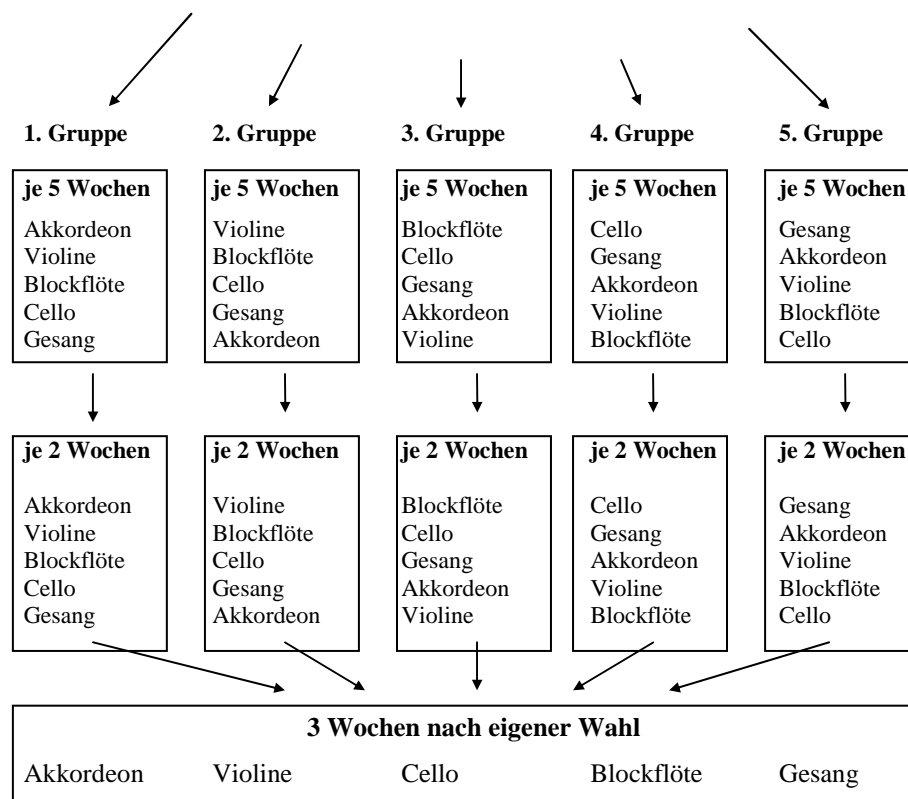 1. Gruppe 2. Gruppe 3. Gruppe 4. Gruppe 5. Gruppe
je 5 Wochen
Akkordeon
Violine
Blockflöte
Cello
Gesang
je 5 Wochen
Violine
Blockflöte
Cello
Gesang
Akkordeon
je 5 Wochen
Blockflöte
Cello
Gesang
Akkordeon
Violine
je 5 Wochen
Cello
Gesang
Akkordeon
Violine
Blockflöte
je 5 Wochen
Gesang
Akkordeon
Violine
Blockflöte
Cello
je 2 Wochen
Akkordeon
Violine
Blockflöte
Cello
Gesang
je 2 Wochen
Violine
Blockflöte
Cello
Gesang
Akkordeon
je 2 Wochen
Blockflöte
Cello
Gesang
Akkordeon
Violine
je 2 Wochen
Cello
Gesang
Akkordeon
Violine
Blockflöte
je 2 Wochen
Gesang
Akkordeon
Violine
Blockflöte
Cello
3 Wochen nach eigener Wahl
Akkordeon Violine Cello Blockflöte Gesang